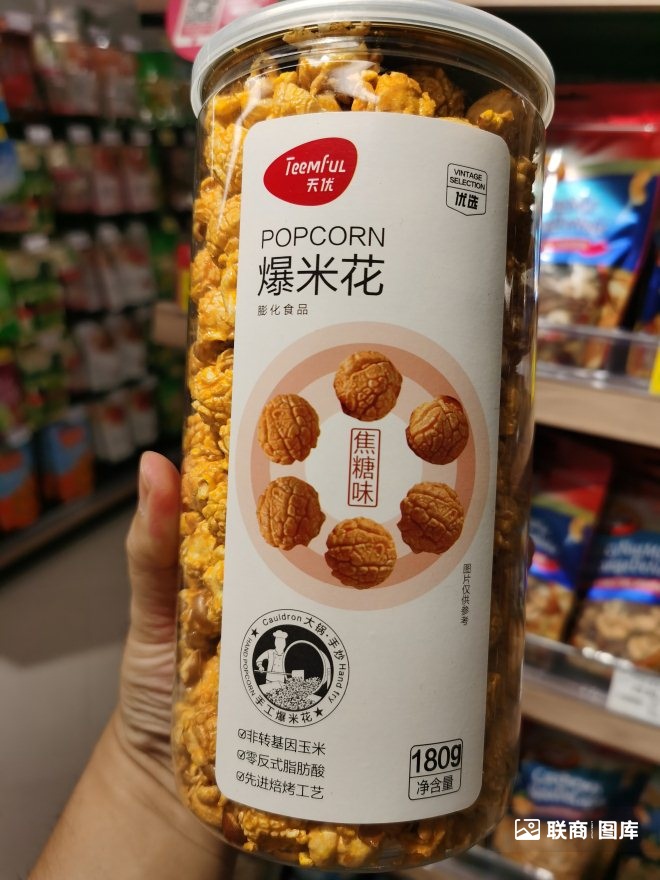 Teemful
天优
VINTAGE
SELECTION
优选
POPCORN
爆米花
膨化食品
焦糖味
图片仅供参考
Cauldron 大锅·手炒 Hand fry
HAND POPCORN 手工爆米花
非转基因玉米
零反式脂肪酸
先进焙烤工艺
180g
净含量
联商图库